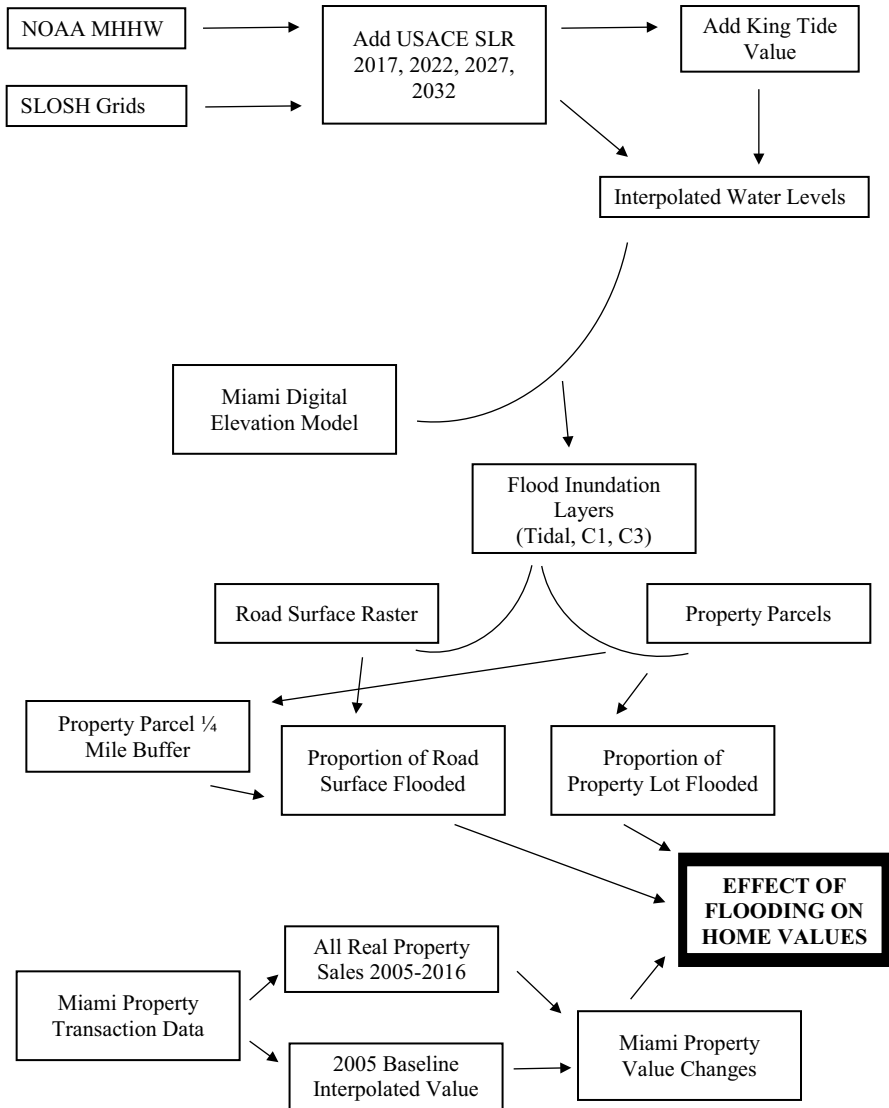 NOAA MHHW
Add USACE SLR
2017, 2022, 2027,
2032
Add King Tide
Value
SLOSH Grids
Interpolated Water Levels
Miami Digital
Elevation Model
Flood Inundation
Layers
(Tidal, C1, C3)
Road Surface Raster
Property Parcels
Property Parcel ¼
Mile Buffer
Proportion of Road
Surface Flooded
Proportion of
Property Lot Flooded
EFFECT OF
FLOODING ON
HOME VALUES
All Real Property
Sales 2005-2016
Miami Property
Transaction Data
2005 Baseline
Interpolated Value
Miami Property
Value Changes